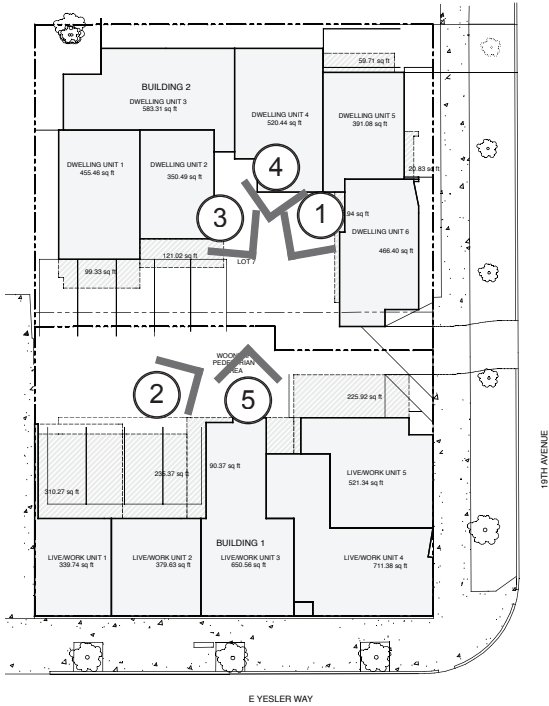 59.71 sq ft
BUILDING 2
DWELLING UNIT 3
583.31 sq ft
DWELLING UNIT 4
520.44 sq ft
DWELLING UNIT 5
391.08 sq ft
DWELLING UNIT 1
455.46 sq ft
DWELLING UNIT 2
350.49 sq ft
20.83 sq ft
4
3
1
.94 sq ft
DWELLING UNIT 6
466.40 sq ft
121.02 sq ft
LOT 7
99.33 sq ft
WOONERF
PEDESTRIAN
AREA
2
5
225.92 sq ft
19TH AVENUE
310.27 sq ft
235.37 sq ft
90.37 sq ft
LIVE/WORK UNIT 5
521.34 sq ft
BUILDING 1
LIVE/WORK UNIT 1
339.74 sq ft
LIVE/WORK UNIT 2
379.63 sq ft
LIVE/WORK UNIT 3
650.56 sq ft
LIVE/WORK UNIT 4
711.38 sq ft
E YESLER WAY